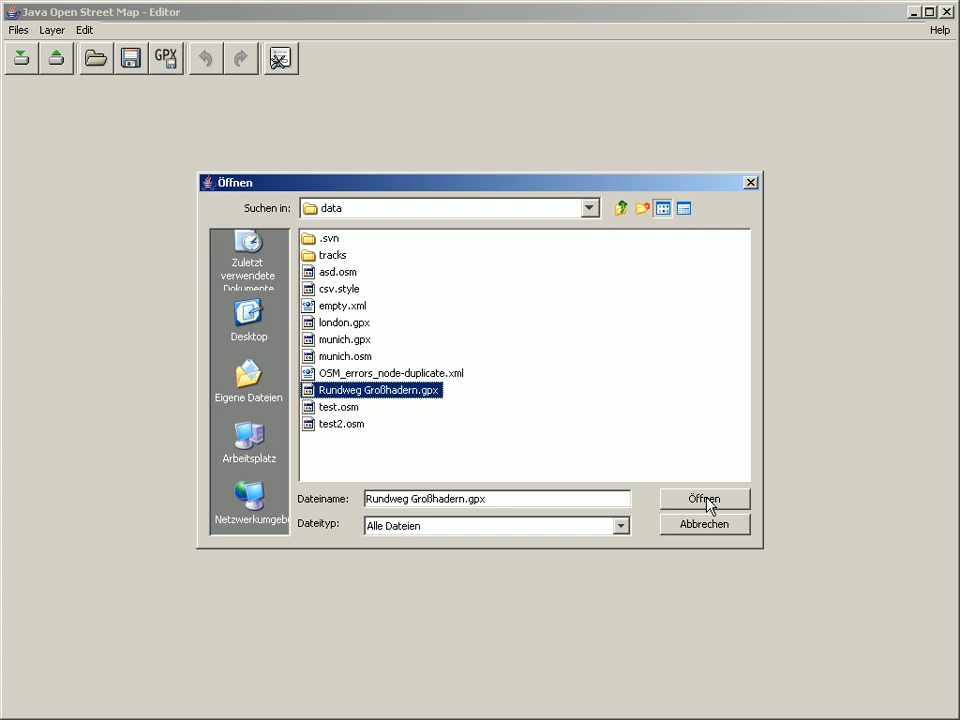 Java Open Street Map - Editor
Files Layer Edit Help
GPX
Öffnen
Suchen in: data
Zuletzt
verwendete
Dokumente
Desktop
Eigene Dateien
Arbeitsplatz
Netzwerkumgeb
.svn
tracks
asd.osm
csv.style
empty.xml
london.gpx
munich.gpx
munich.osm
OSM_errors_node-duplicate.xml
Rundweg Großhadern.gpx
test.osm
test2.osm
Dateiname: Rundweg Großhadern.gpx Öffnen
Dateityp: Alle Dateien Abbrechen